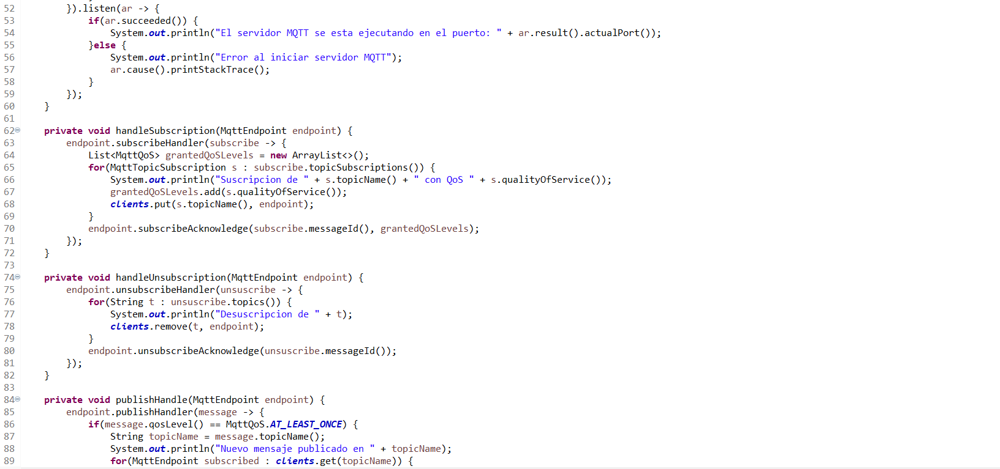 52        }).listen(ar -> {
53            if(ar.succeeded()) {
54                System.out.println("El servidor MQTT se esta ejecutando en el puerto: " + ar.result().actualPort());
55            }else {
56                System.out.println("Error al iniciar servidor MQTT");
57                ar.cause().printStackTrace();
58            }
59        });
60    }
61
62    private void handleSubscription(MqttEndpoint endpoint) {
63        endpoint.subscribeHandler(subscribe -> {
64            List<MqttQoS> grantedQoSLevels = new ArrayList<>();
65            for(MqttTopicSubscription s : subscribe.topicSubscriptions()) {
66                System.out.println("Suscripcion de " + s.topicName() + " con QoS " + s.qualityOfService());
67                grantedQoSLevels.add(s.qualityOfService());
68                clients.put(s.topicName(), endpoint);
69            }
70            endpoint.subscribeAcknowledge(subscribe.messageId(), grantedQoSLevels);
71        });
72    }
73
74    private void handleUnsubscription(MqttEndpoint endpoint) {
75        endpoint.unsubscribeHandler(unsuscribe -> {
76            for(String t : unsuscribe.topics()) {
77                System.out.println("Desuscripcion de " + t);
78                clients.remove(t, endpoint);
79            }
80            endpoint.unsubscribeAcknowledge(unsuscribe.messageId());
81        });
82    }
83
84    private void publishHandle(MqttEndpoint endpoint) {
85        endpoint.publishHandler(message -> {
86            if(message.qosLevel() == MqttQoS.AT_LEAST_ONCE) {
87                String topicName = message.topicName();
88                System.out.println("Nuevo mensaje publicado en " + topicName);
89                for(MqttEndpoint subscribed : clients.get(topicName)) {